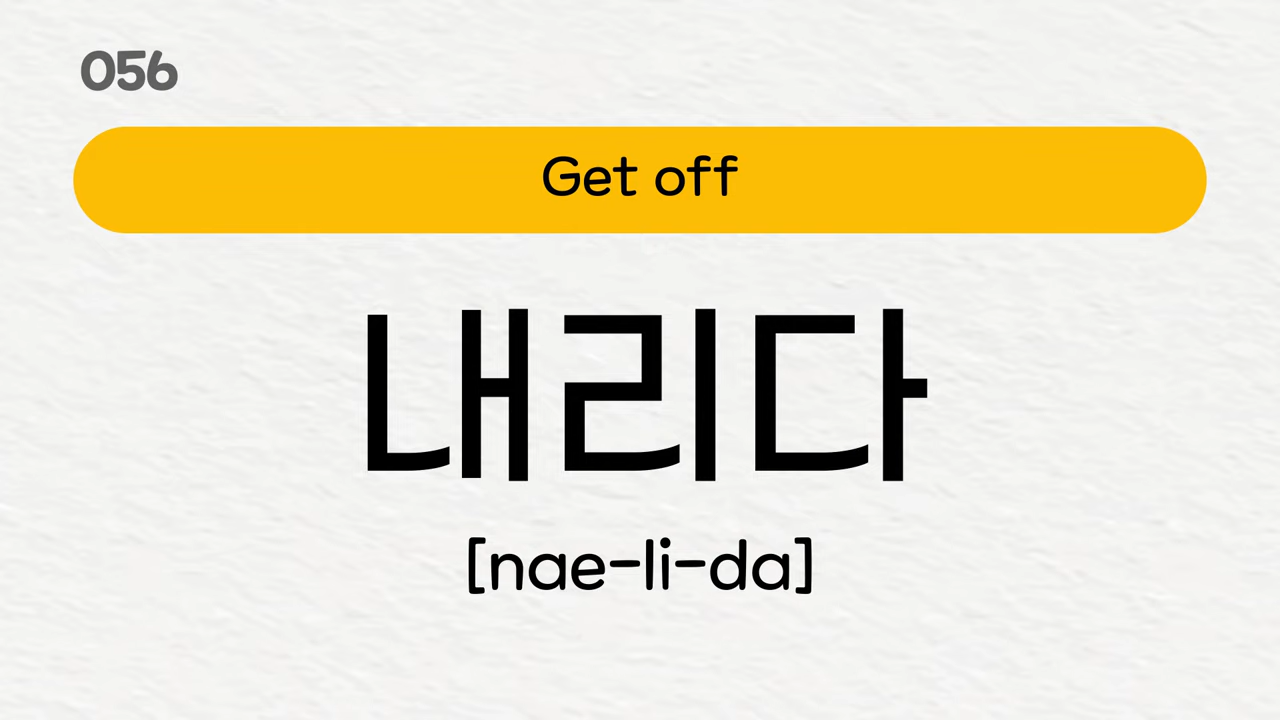 056
Get off
내리다
[nae-li-da]